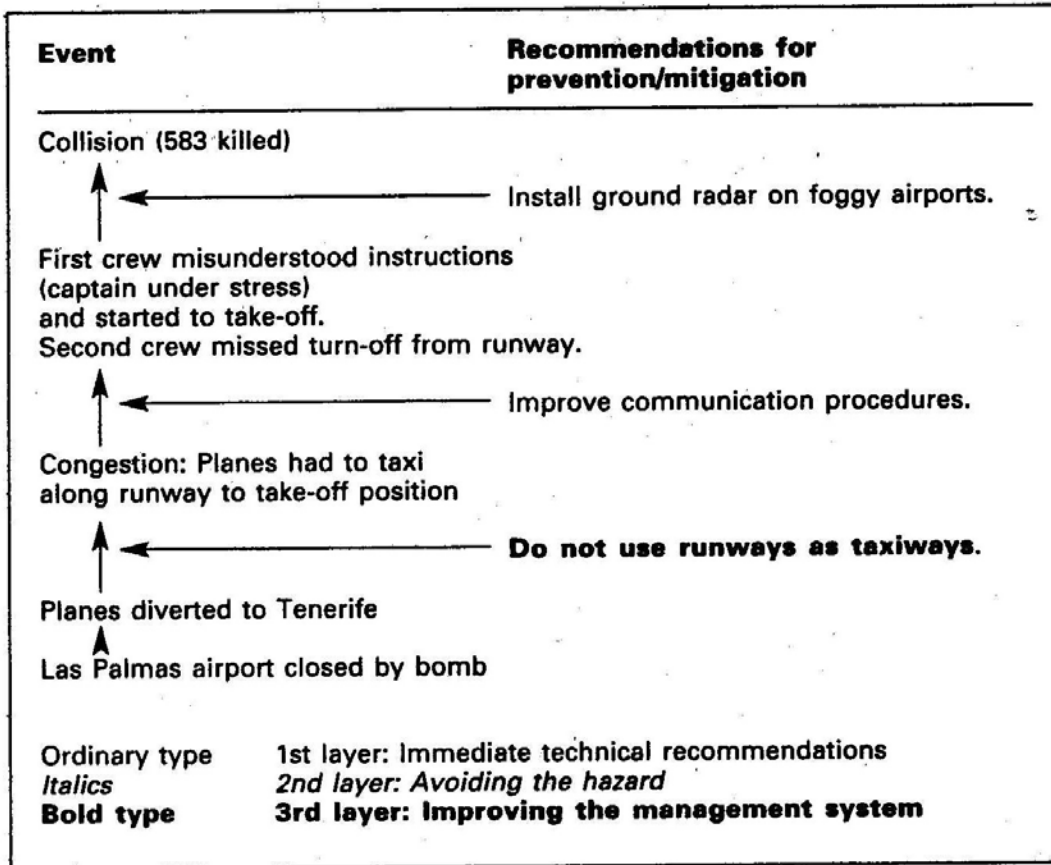 Event
Recommendations for
prevention/mitigation
Collision (583 killed)
Install ground radar on foggy airports.
First crew misunderstood instructions
(captain under stress)
and started to take-off.
Second crew missed turn-off from runway.
Improve communication procedures.
Congestion: Planes had to taxi
along runway to take-off position
Do not use runways as taxiways.
Planes diverted to Tenerife
Las Palmas airport closed by bomb
Ordinary type 1st layer: Immediate technical recommendations
Italics 2nd layer: Avoiding the hazard
Bold type 3rd layer: Improving the management system